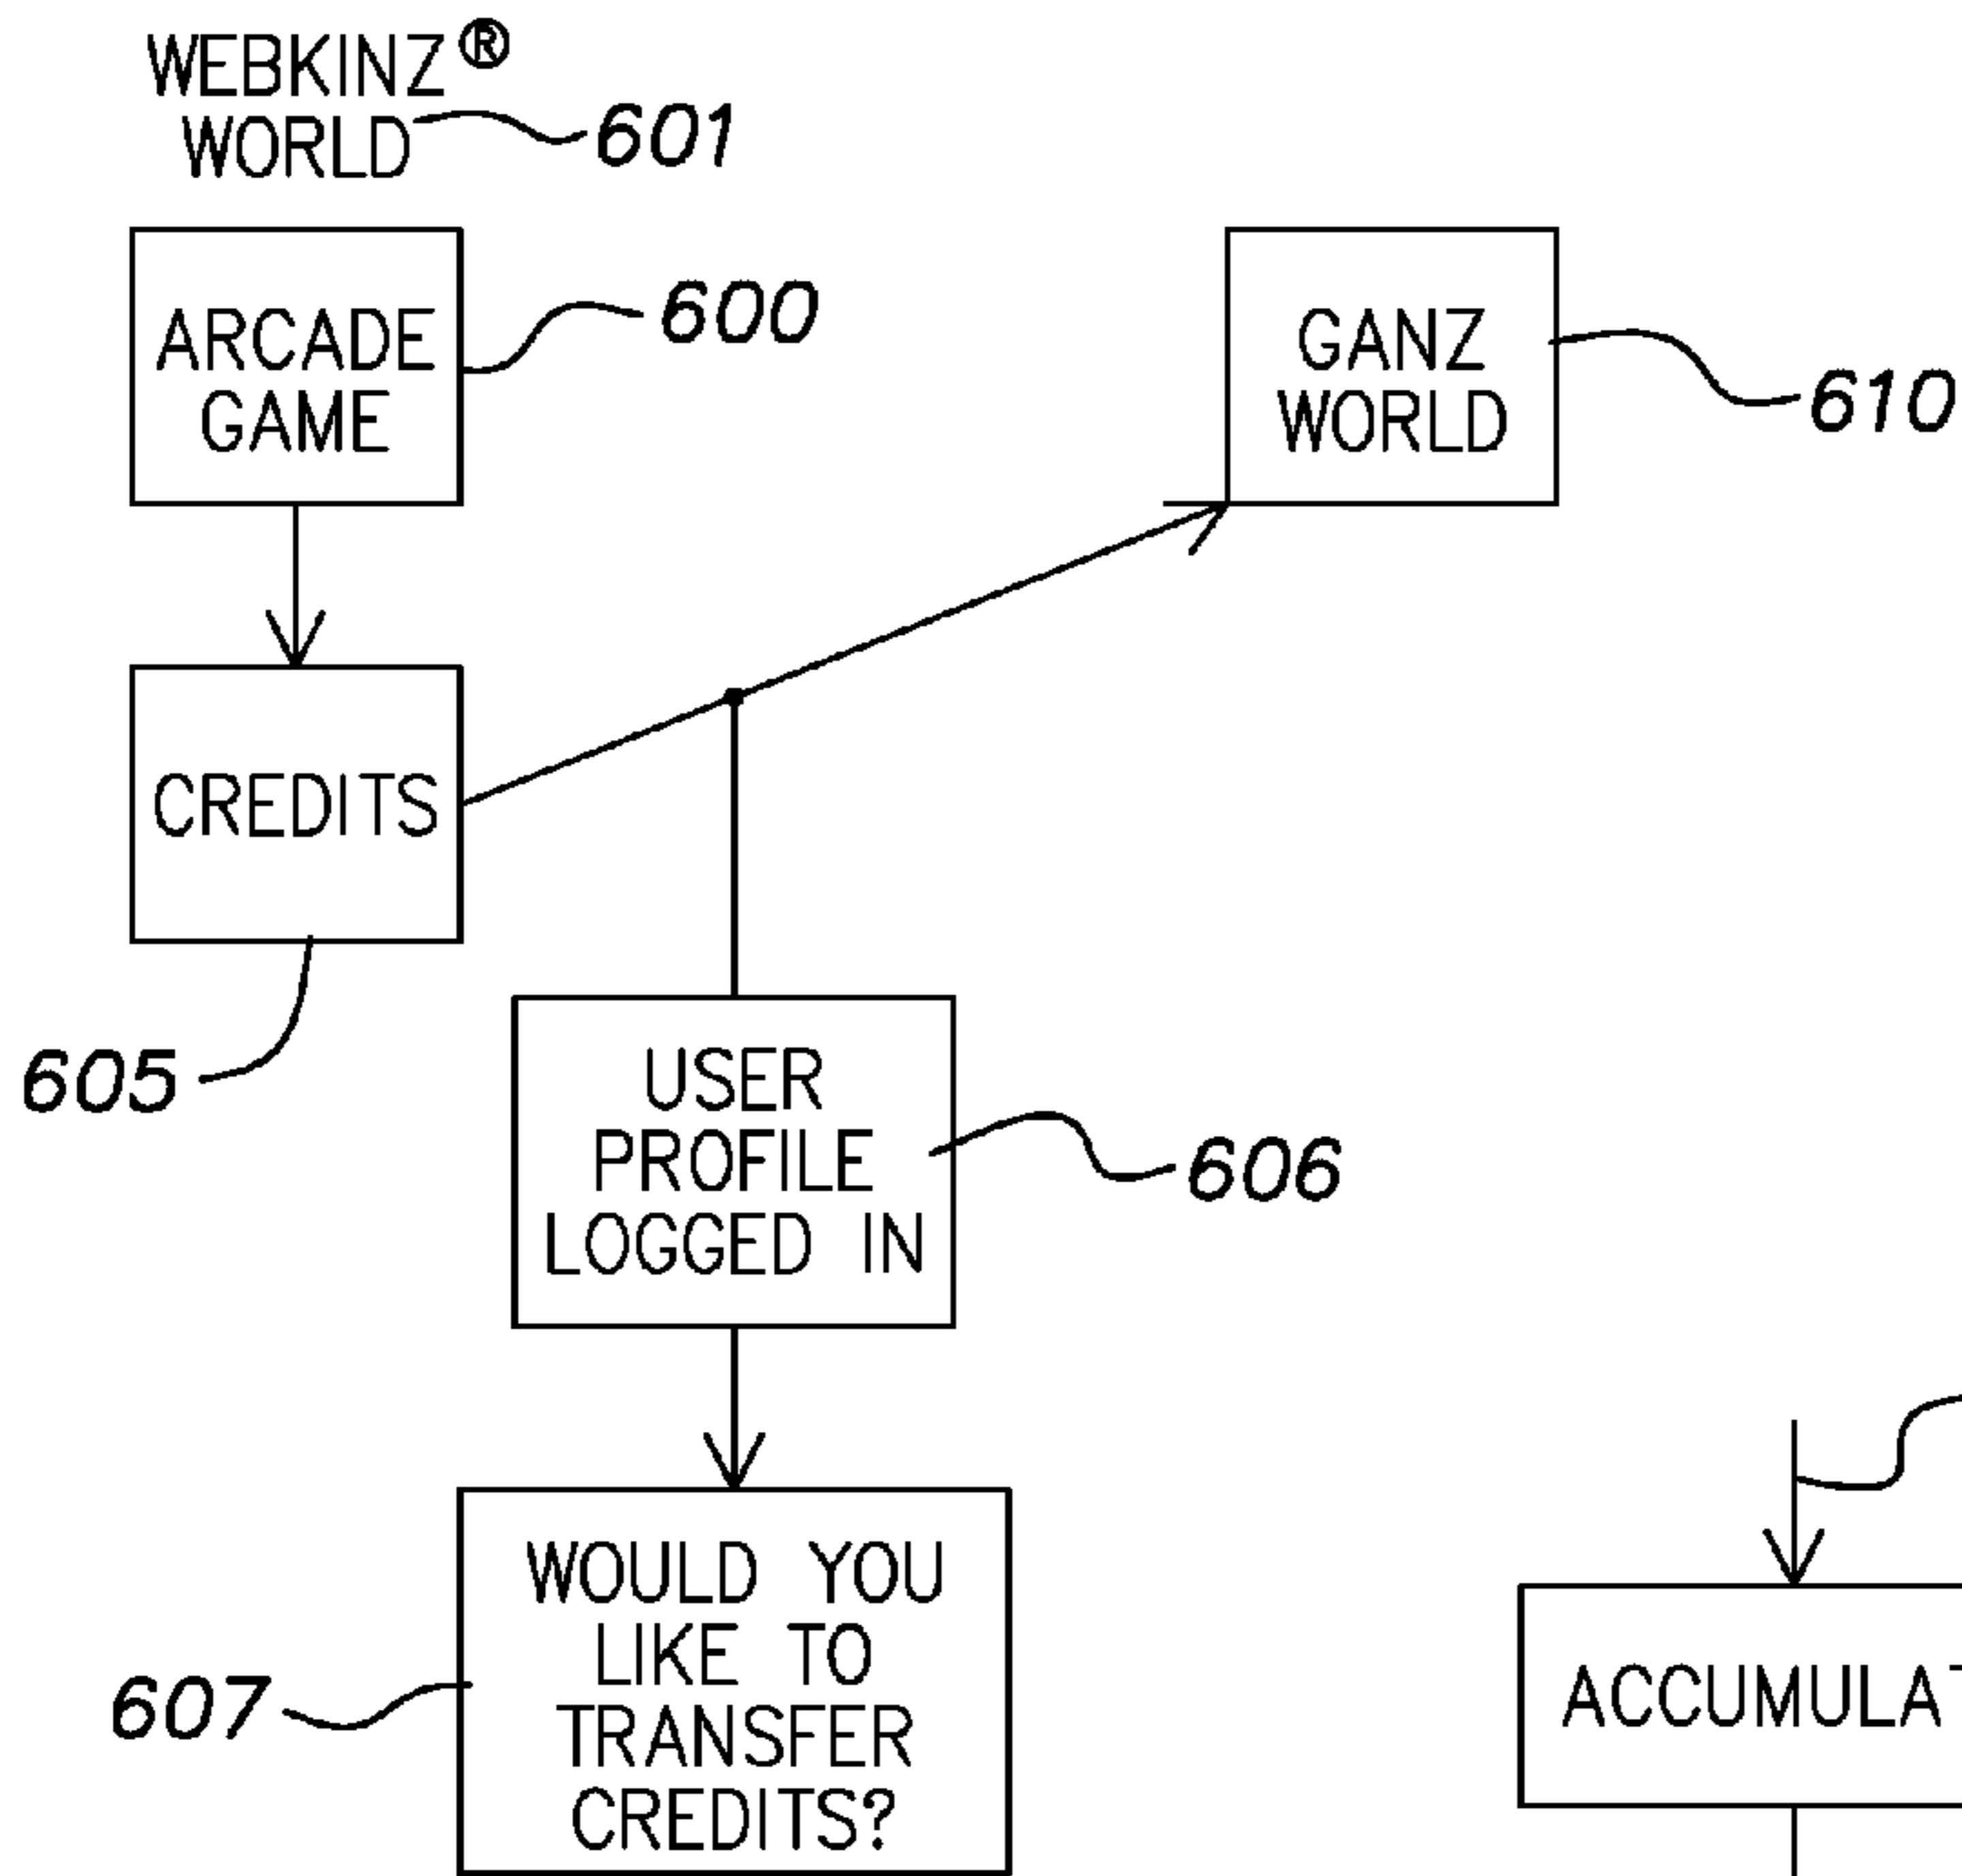 WEBKINZ®
WORLD
601
ARCADE
GAME
600
GANZ
WORLD
610
CREDITS
605
USER
PROFILE
LOGGED IN
606
WOULD YOU
LIKE TO
TRANSFER
CREDITS?
607